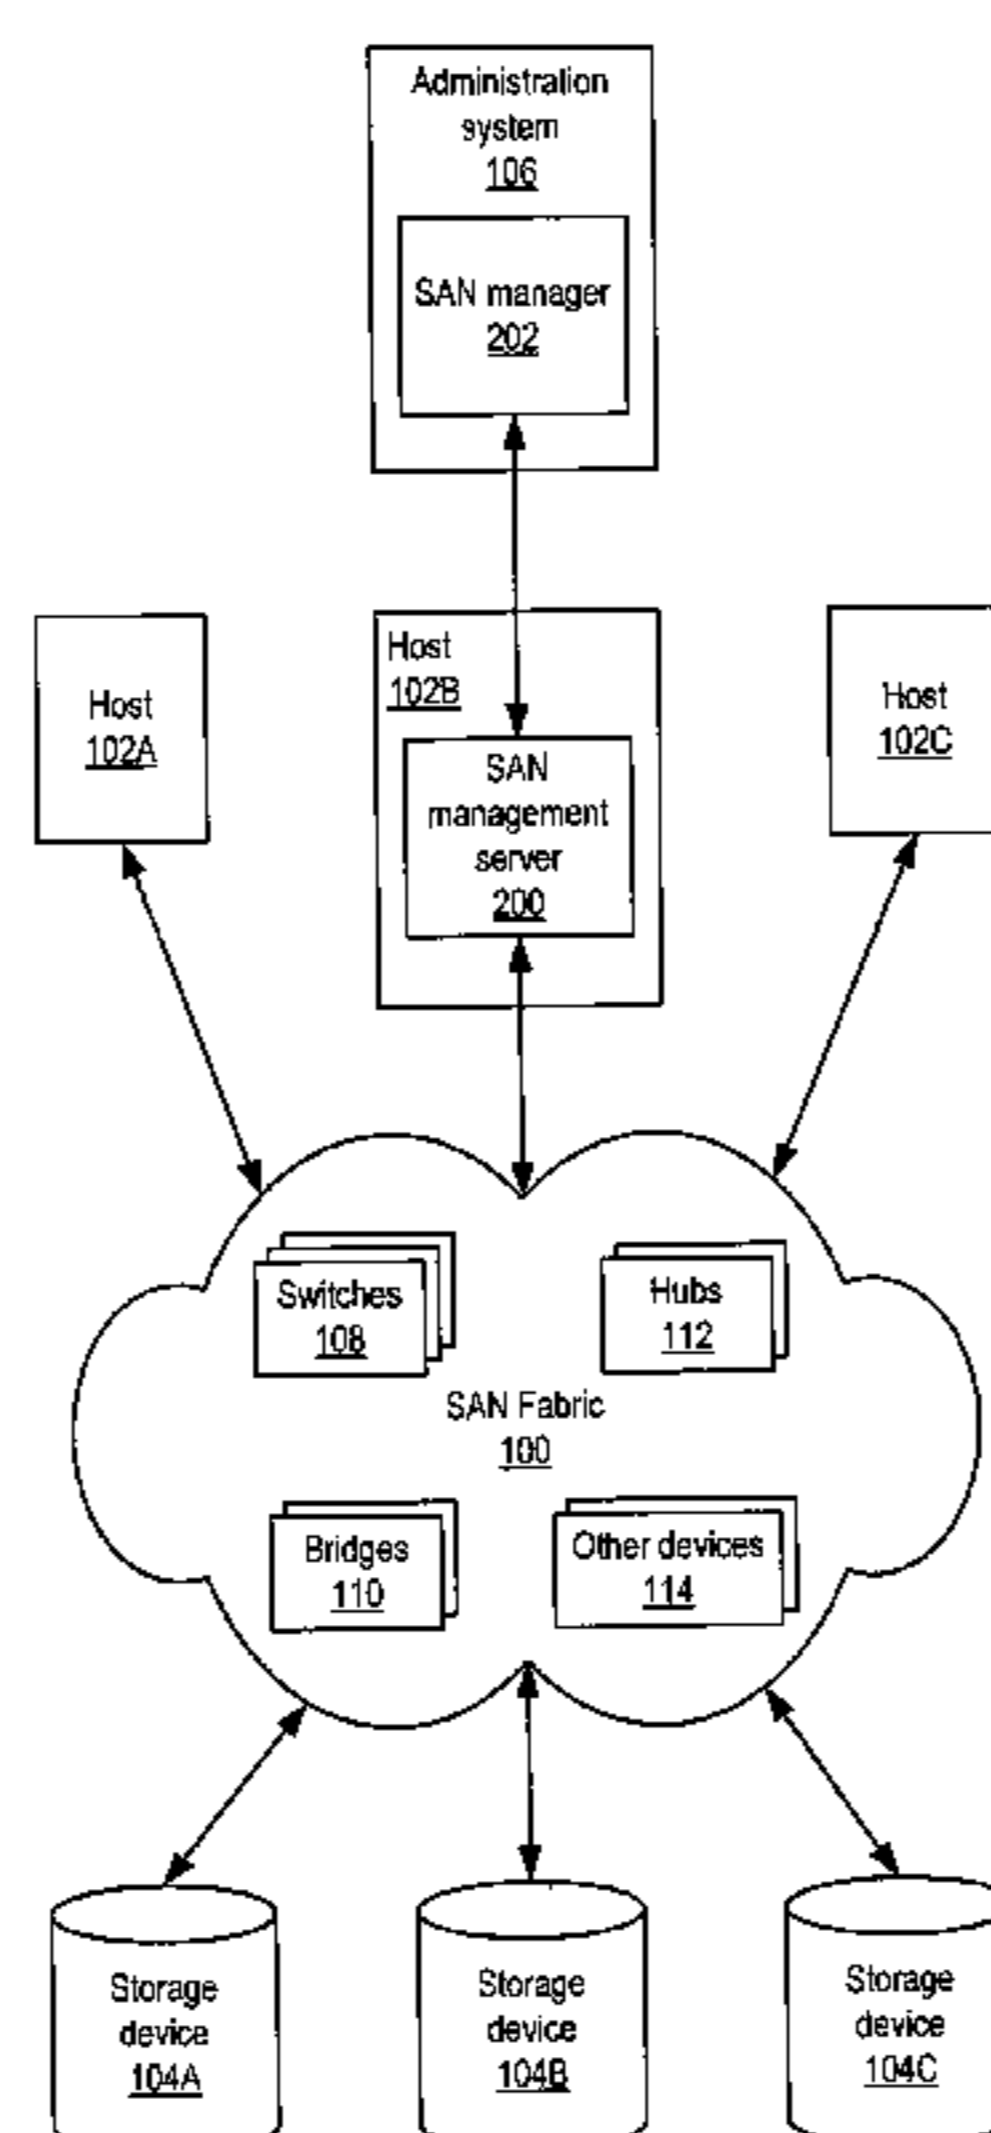 Administration
system
106
SAN manager
202
Host
102A
Host
102B
SAN
management
server
200
Host
102C
Switches
108
Hubs
112
SAN Fabric
100
Bridges
110
Other devices
114
Storage
device
104A
Storage
device
104B
Storage
device
104C